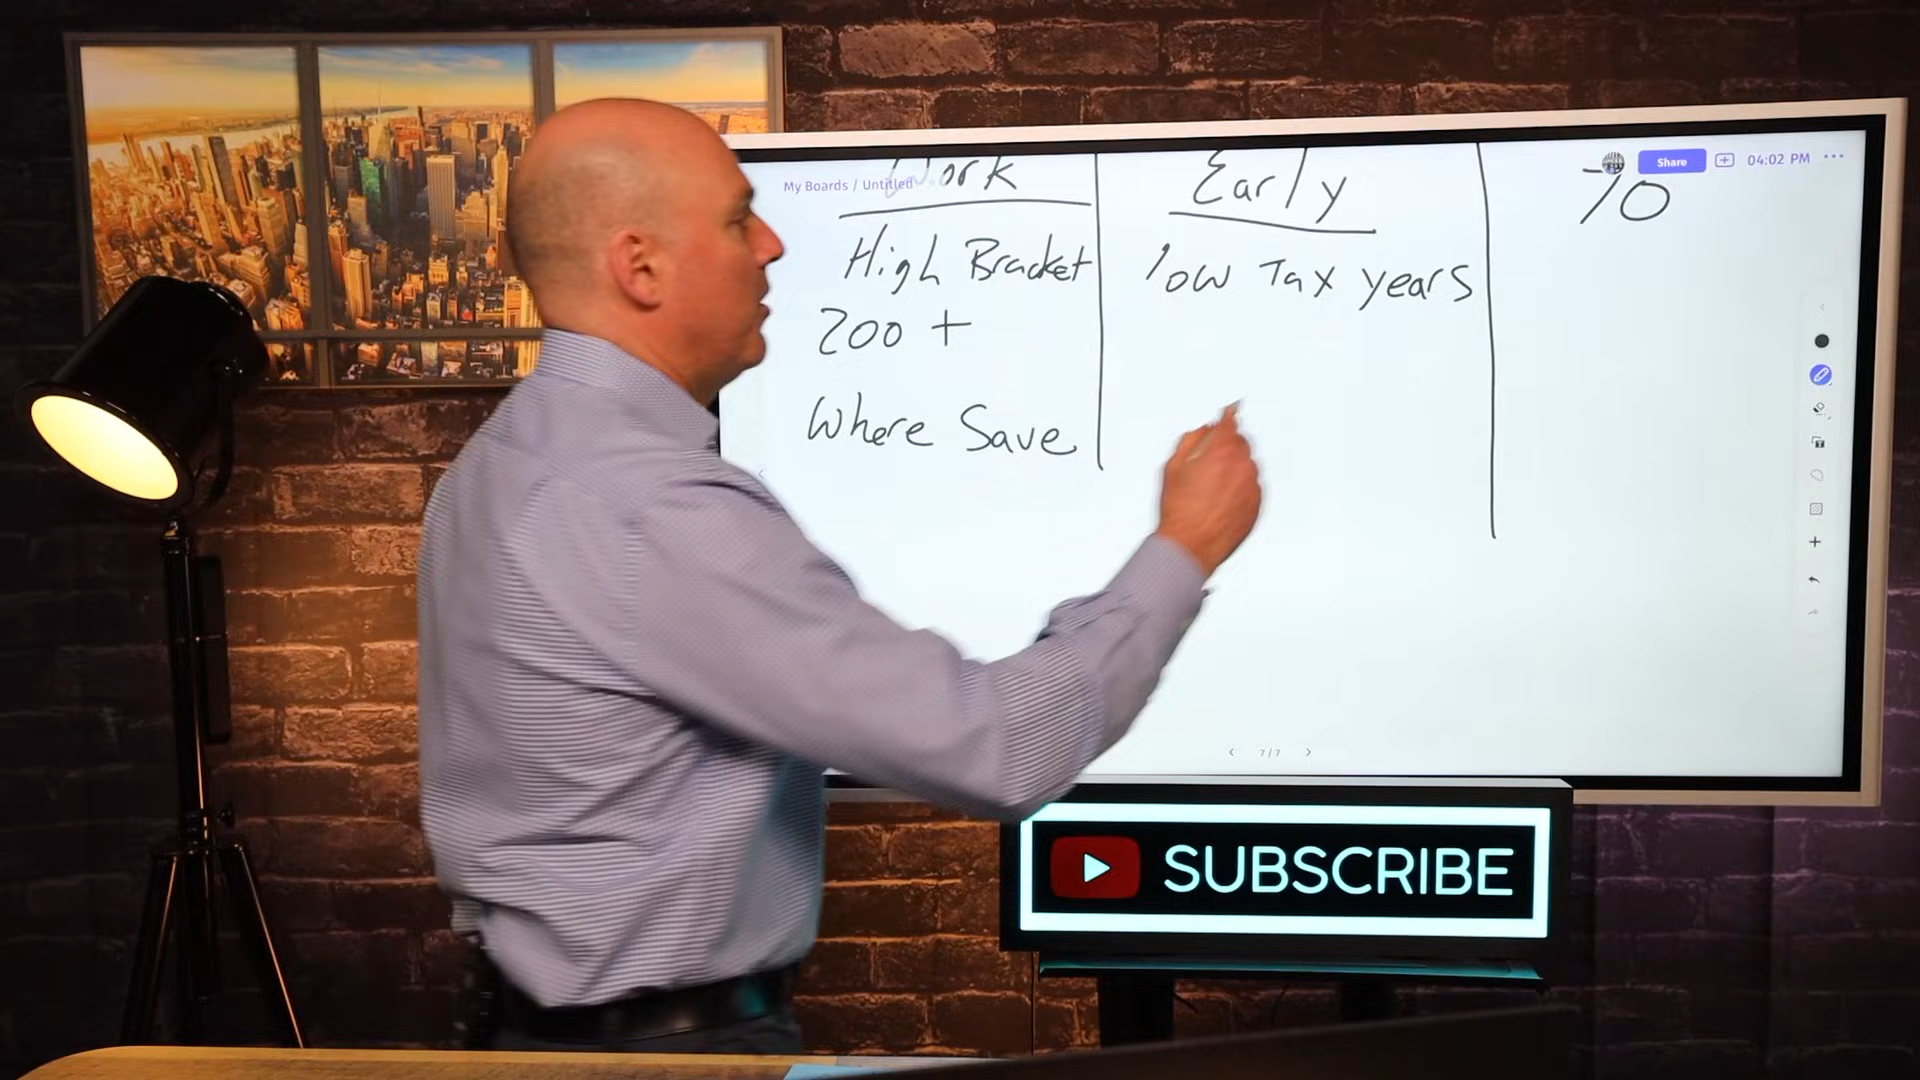 My Boards / Untitled
Share
04:02 PM
Work
High Bracket
200 +
Where Save
Early
low Tax years
70
7/7
SUBSCRIBE